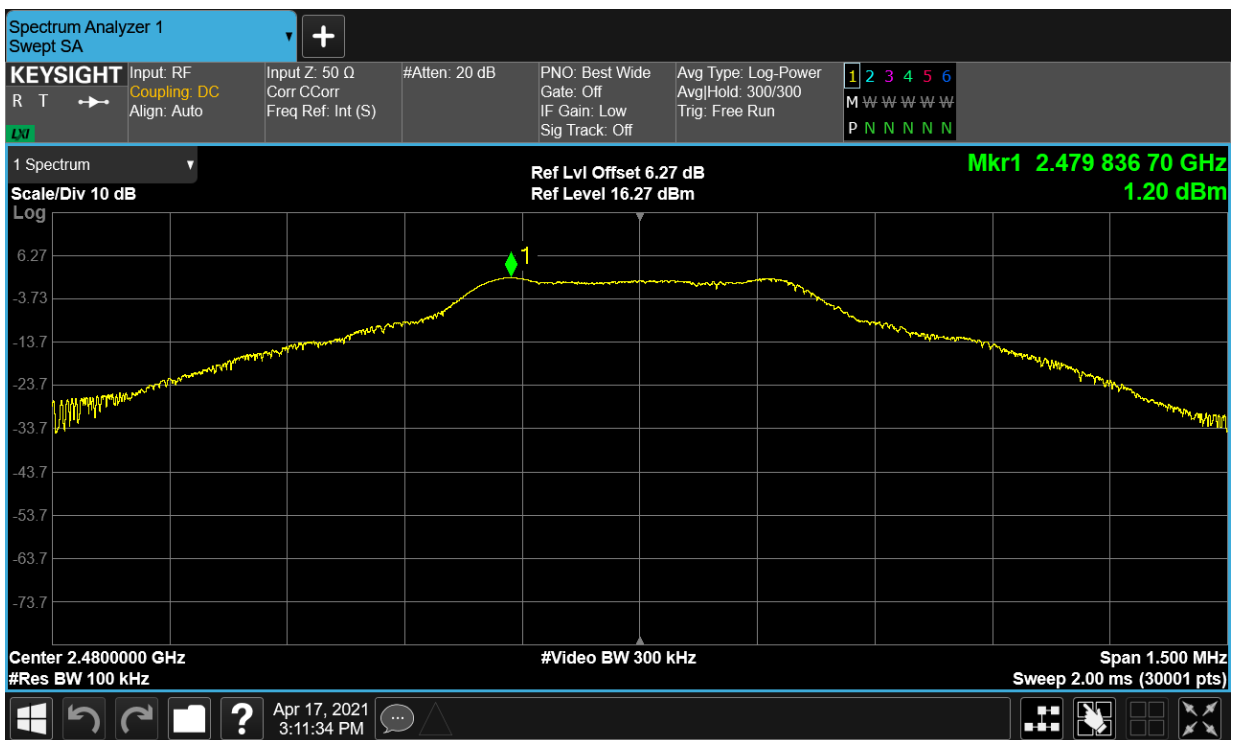 Spectrum Analyzer 1
Swept SA
KEYSIGHT
R T
LXI
Input: RF
Coupling: DC
Align: Auto
Input Z: 50 Ω
Corr CCorr
Freq Ref: Int (S)
#Atten: 20 dB
PNO: Best Wide
Gate: Off
IF Gain: Low
Sig Track: Off
Avg Type: Log-Power
Avg|Hold: 300/300
Trig: Free Run
1 2 3 4 5 6
M W W W W W
P N N N N N
1 Spectrum
Scale/Div 10 dB
Log
Ref Lvl Offset 6.27 dB
Ref Level 16.27 dBm
Mkr1 2.479 836 70 GHz
1.20 dBm
1
6.27
-3.73
-13.7
-23.7
-33.7
-43.7
-53.7
-63.7
-73.7
Center 2.4800000 GHz
#Res BW 100 kHz
#Video BW 300 kHz
Span 1.500 MHz
Sweep 2.00 ms (30001 pts)
?
Apr 17, 2021
3:11:34 PM